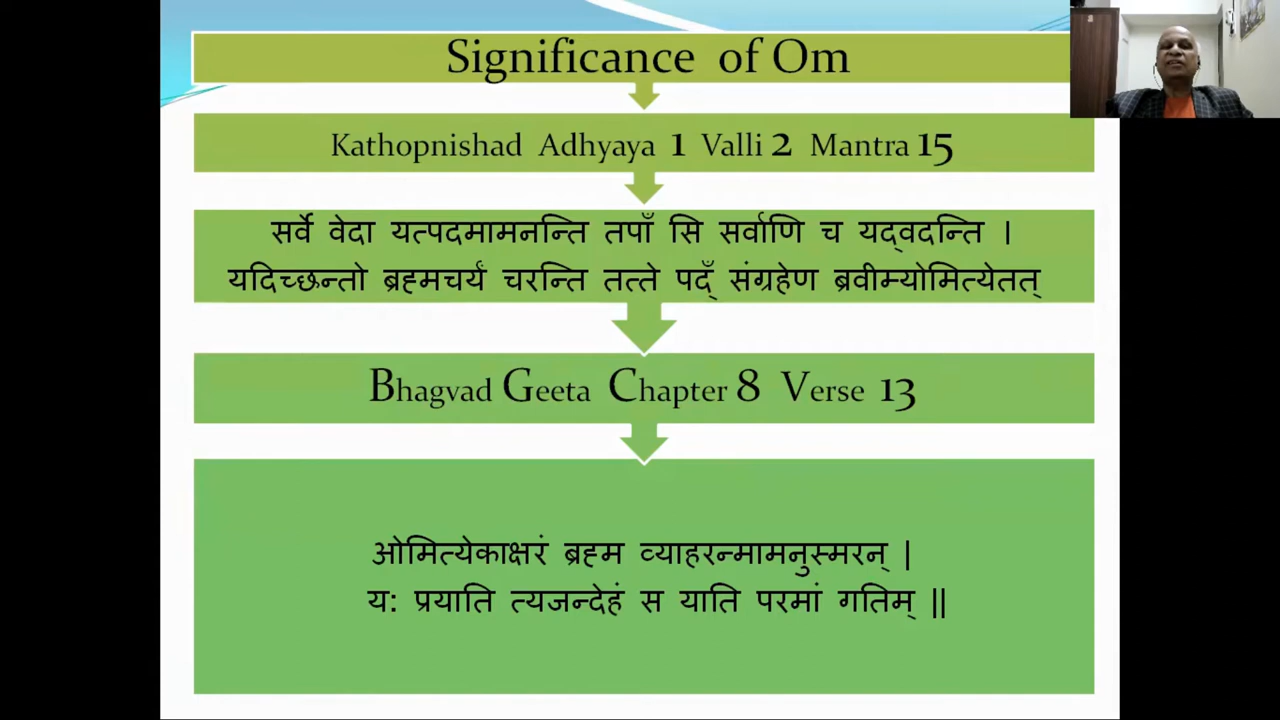 Significance of Om
Kathopnishad Adhyaya 1 Valli 2 Mantra 15
सर्वे वेदा यत्पदमामनन्ति तपाँ सि सर्वाणि च यद्वदन्ति ।
यदिच्छन्तो ब्रह्मचर्यं चरन्ति तत्ते पदँ् संग्रहेण ब्रवीम्योमित्येतत्
Bhagvad Geeta Chapter 8 Verse 13
ओमित्येकाक्षरं ब्रह्म व्याहरन्मामनुस्मरन् |
य: प्रयाति त्यजन्देहं स याति परमां गतिम् ||